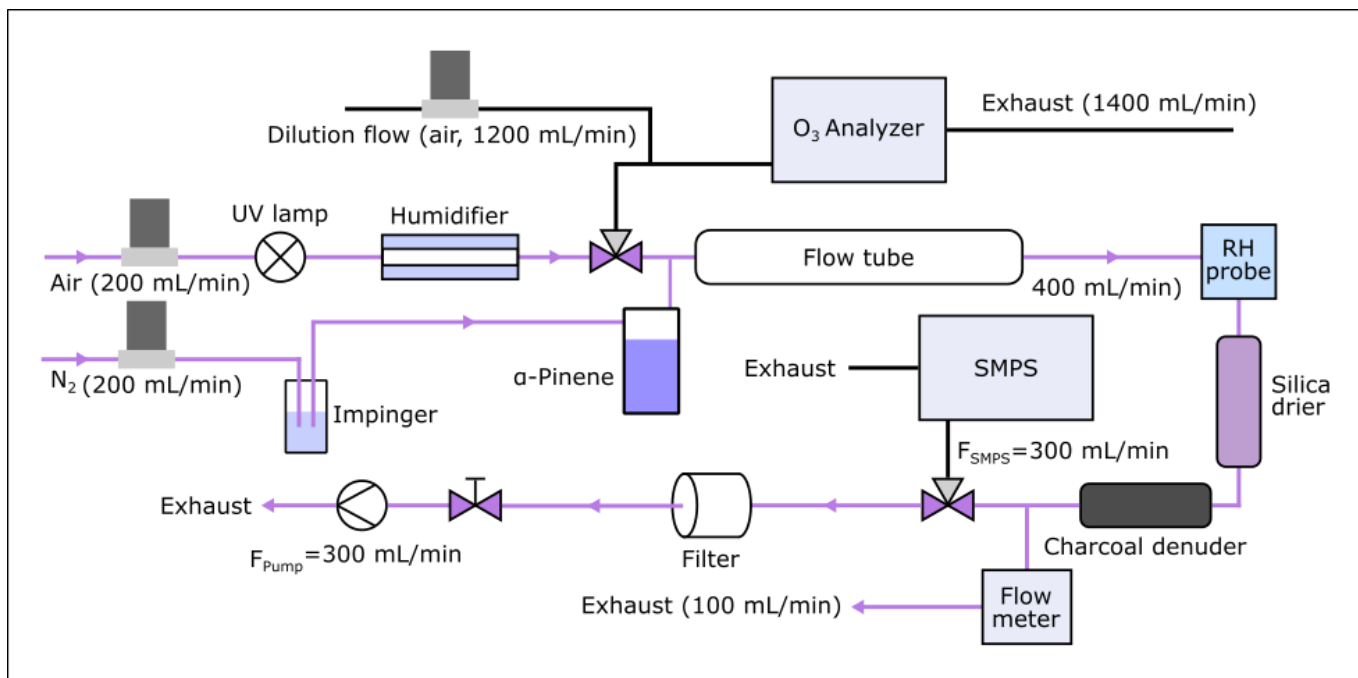 Exhaust (1400 mL/min)
O₃ Analyzer
Dilution flow (air, 1200 mL/min)
UV lamp
Humidifier
Air (200 mL/min)
Flow tube
400 mL/min)
RH
probe
N₂ (200 mL/min)
Impinger
α-Pinene
Exhaust
SMPS
Silica
drier
F_SMPS=300 mL/min
Exhaust
F_Pump=300 mL/min
Filter
Charcoal denuder
Exhaust (100 mL/min)
Flow
meter